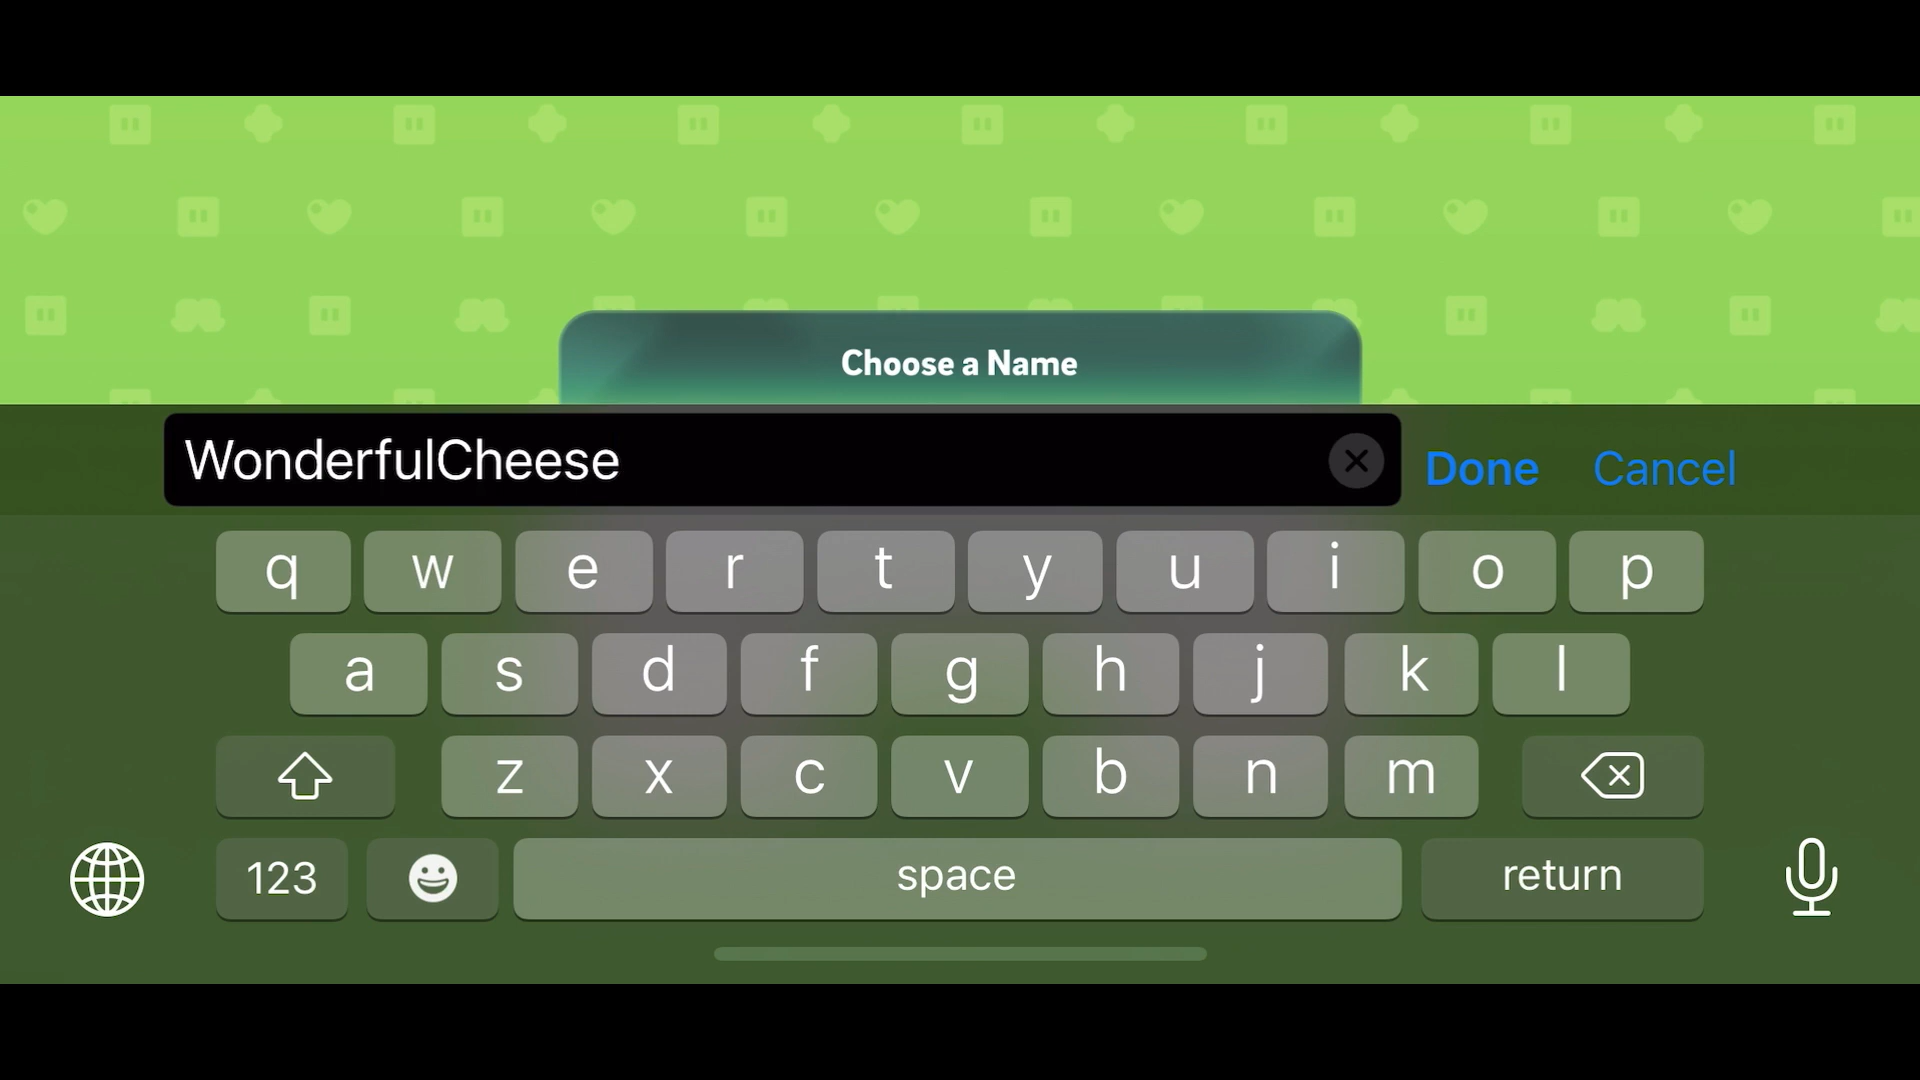 Choose a Name
WonderfulCheese
Done Cancel
q w e r t y u i o p
a s d f g h j k l
z x c v b n m
123 space return